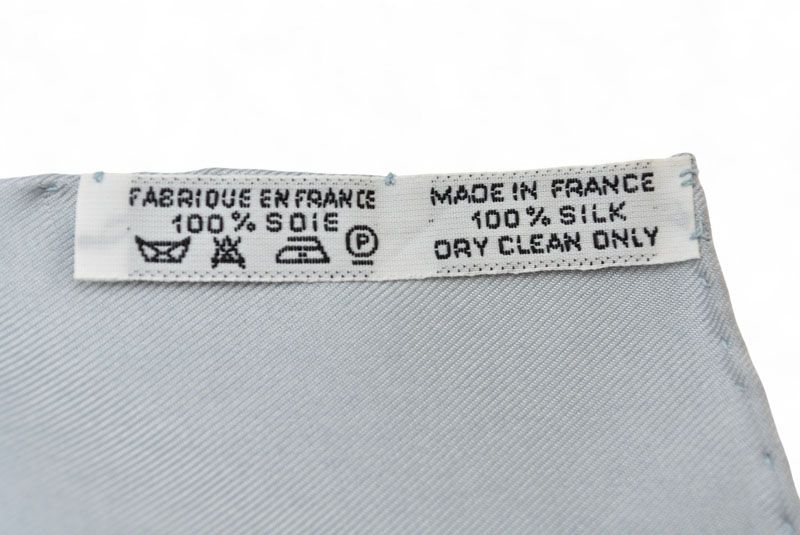 FABRIQUE EN FRANCE
100% SOIE
P
MADE IN FRANCE
100% SILK
DRY CLEAN ONLY